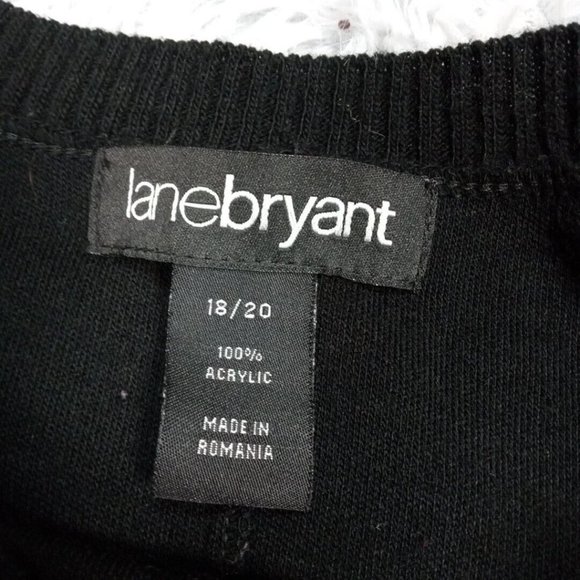 lanebryant
18/20
100%
ACRYLIC
MADE IN
ROMANIA